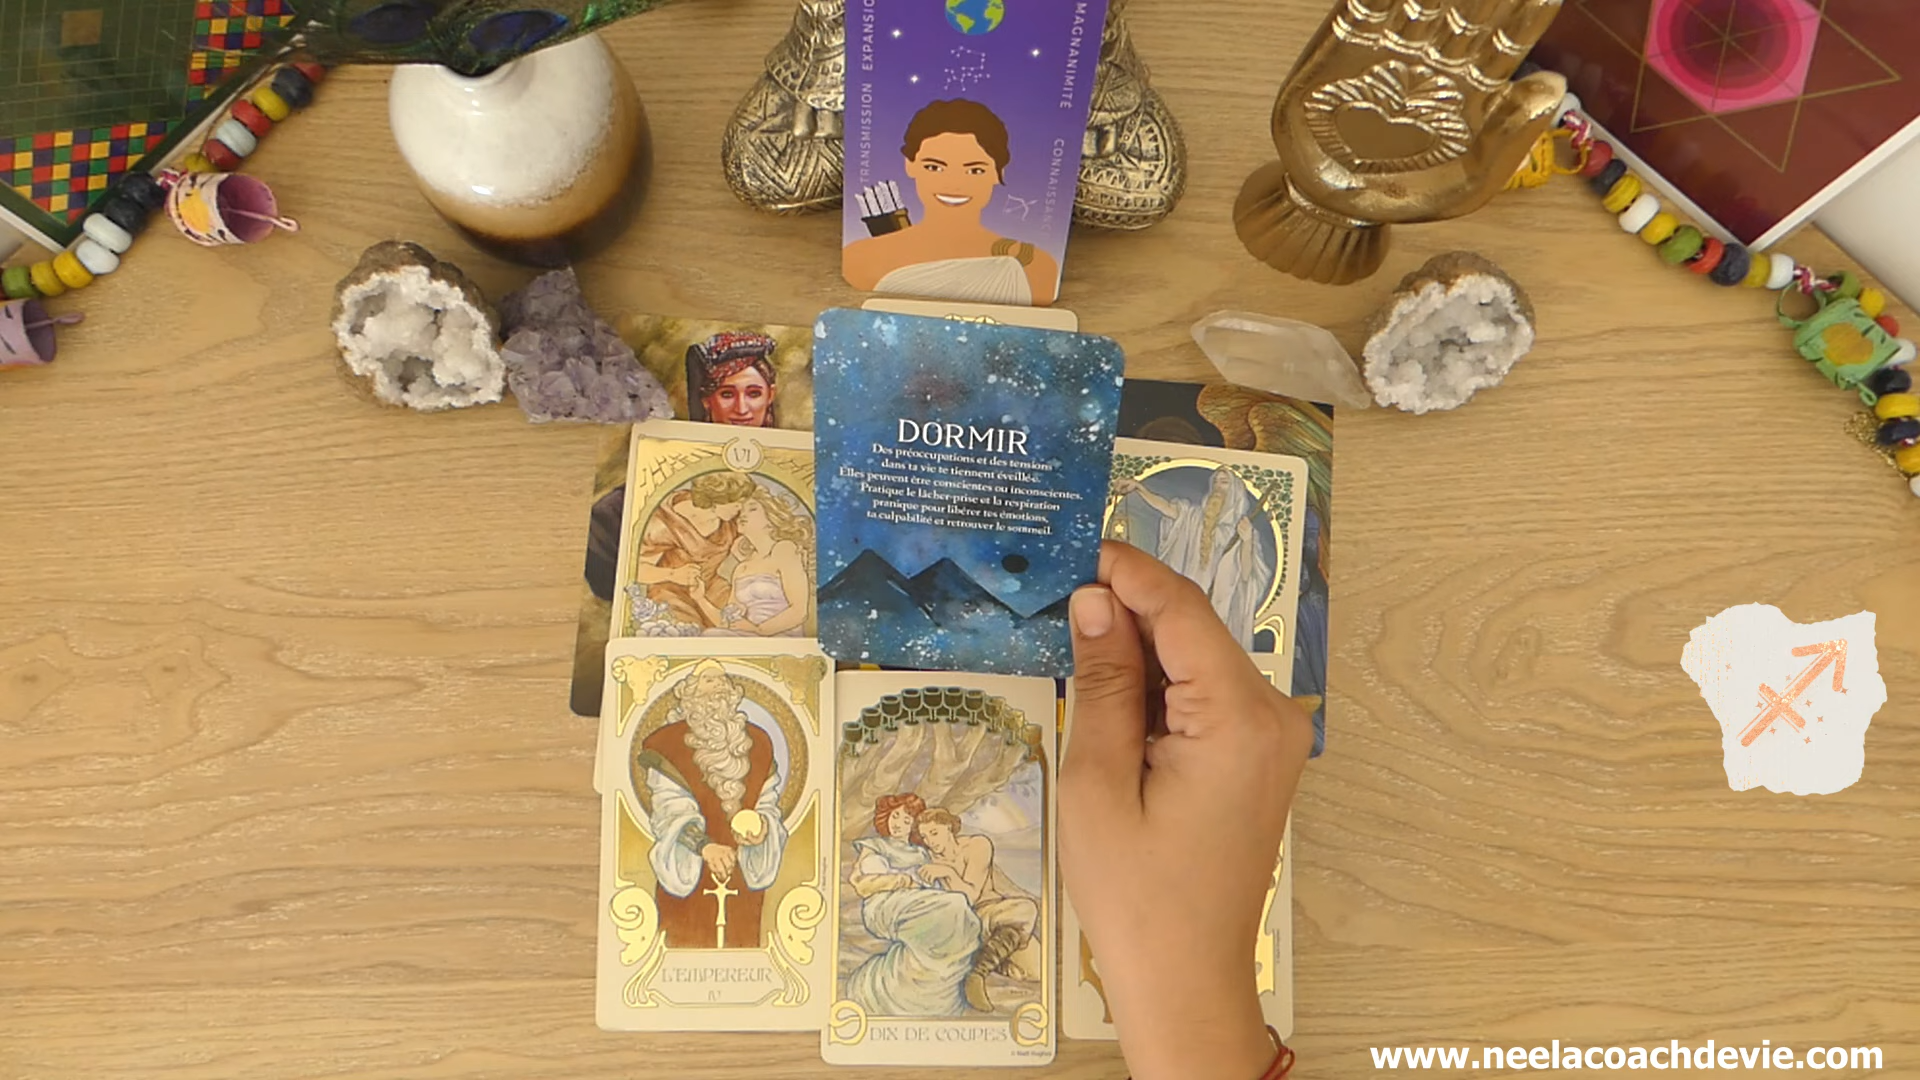 TRANSMISSION EXPANSION
MAGNANIMITÉ
VI
DORMIR
Des préoccupations et des tensions
dans ta vie te tiennent éveillé·e.
Elles peuvent être conscientes ou inconscientes.
Pratique le lâcher-prise et la respiration
pranique pour libérer tes émotions,
ta culpabilité et retrouver le sommeil.
L'EMPEREUR
IV
DIX DE COUPES
www.neelacoachdevie.com